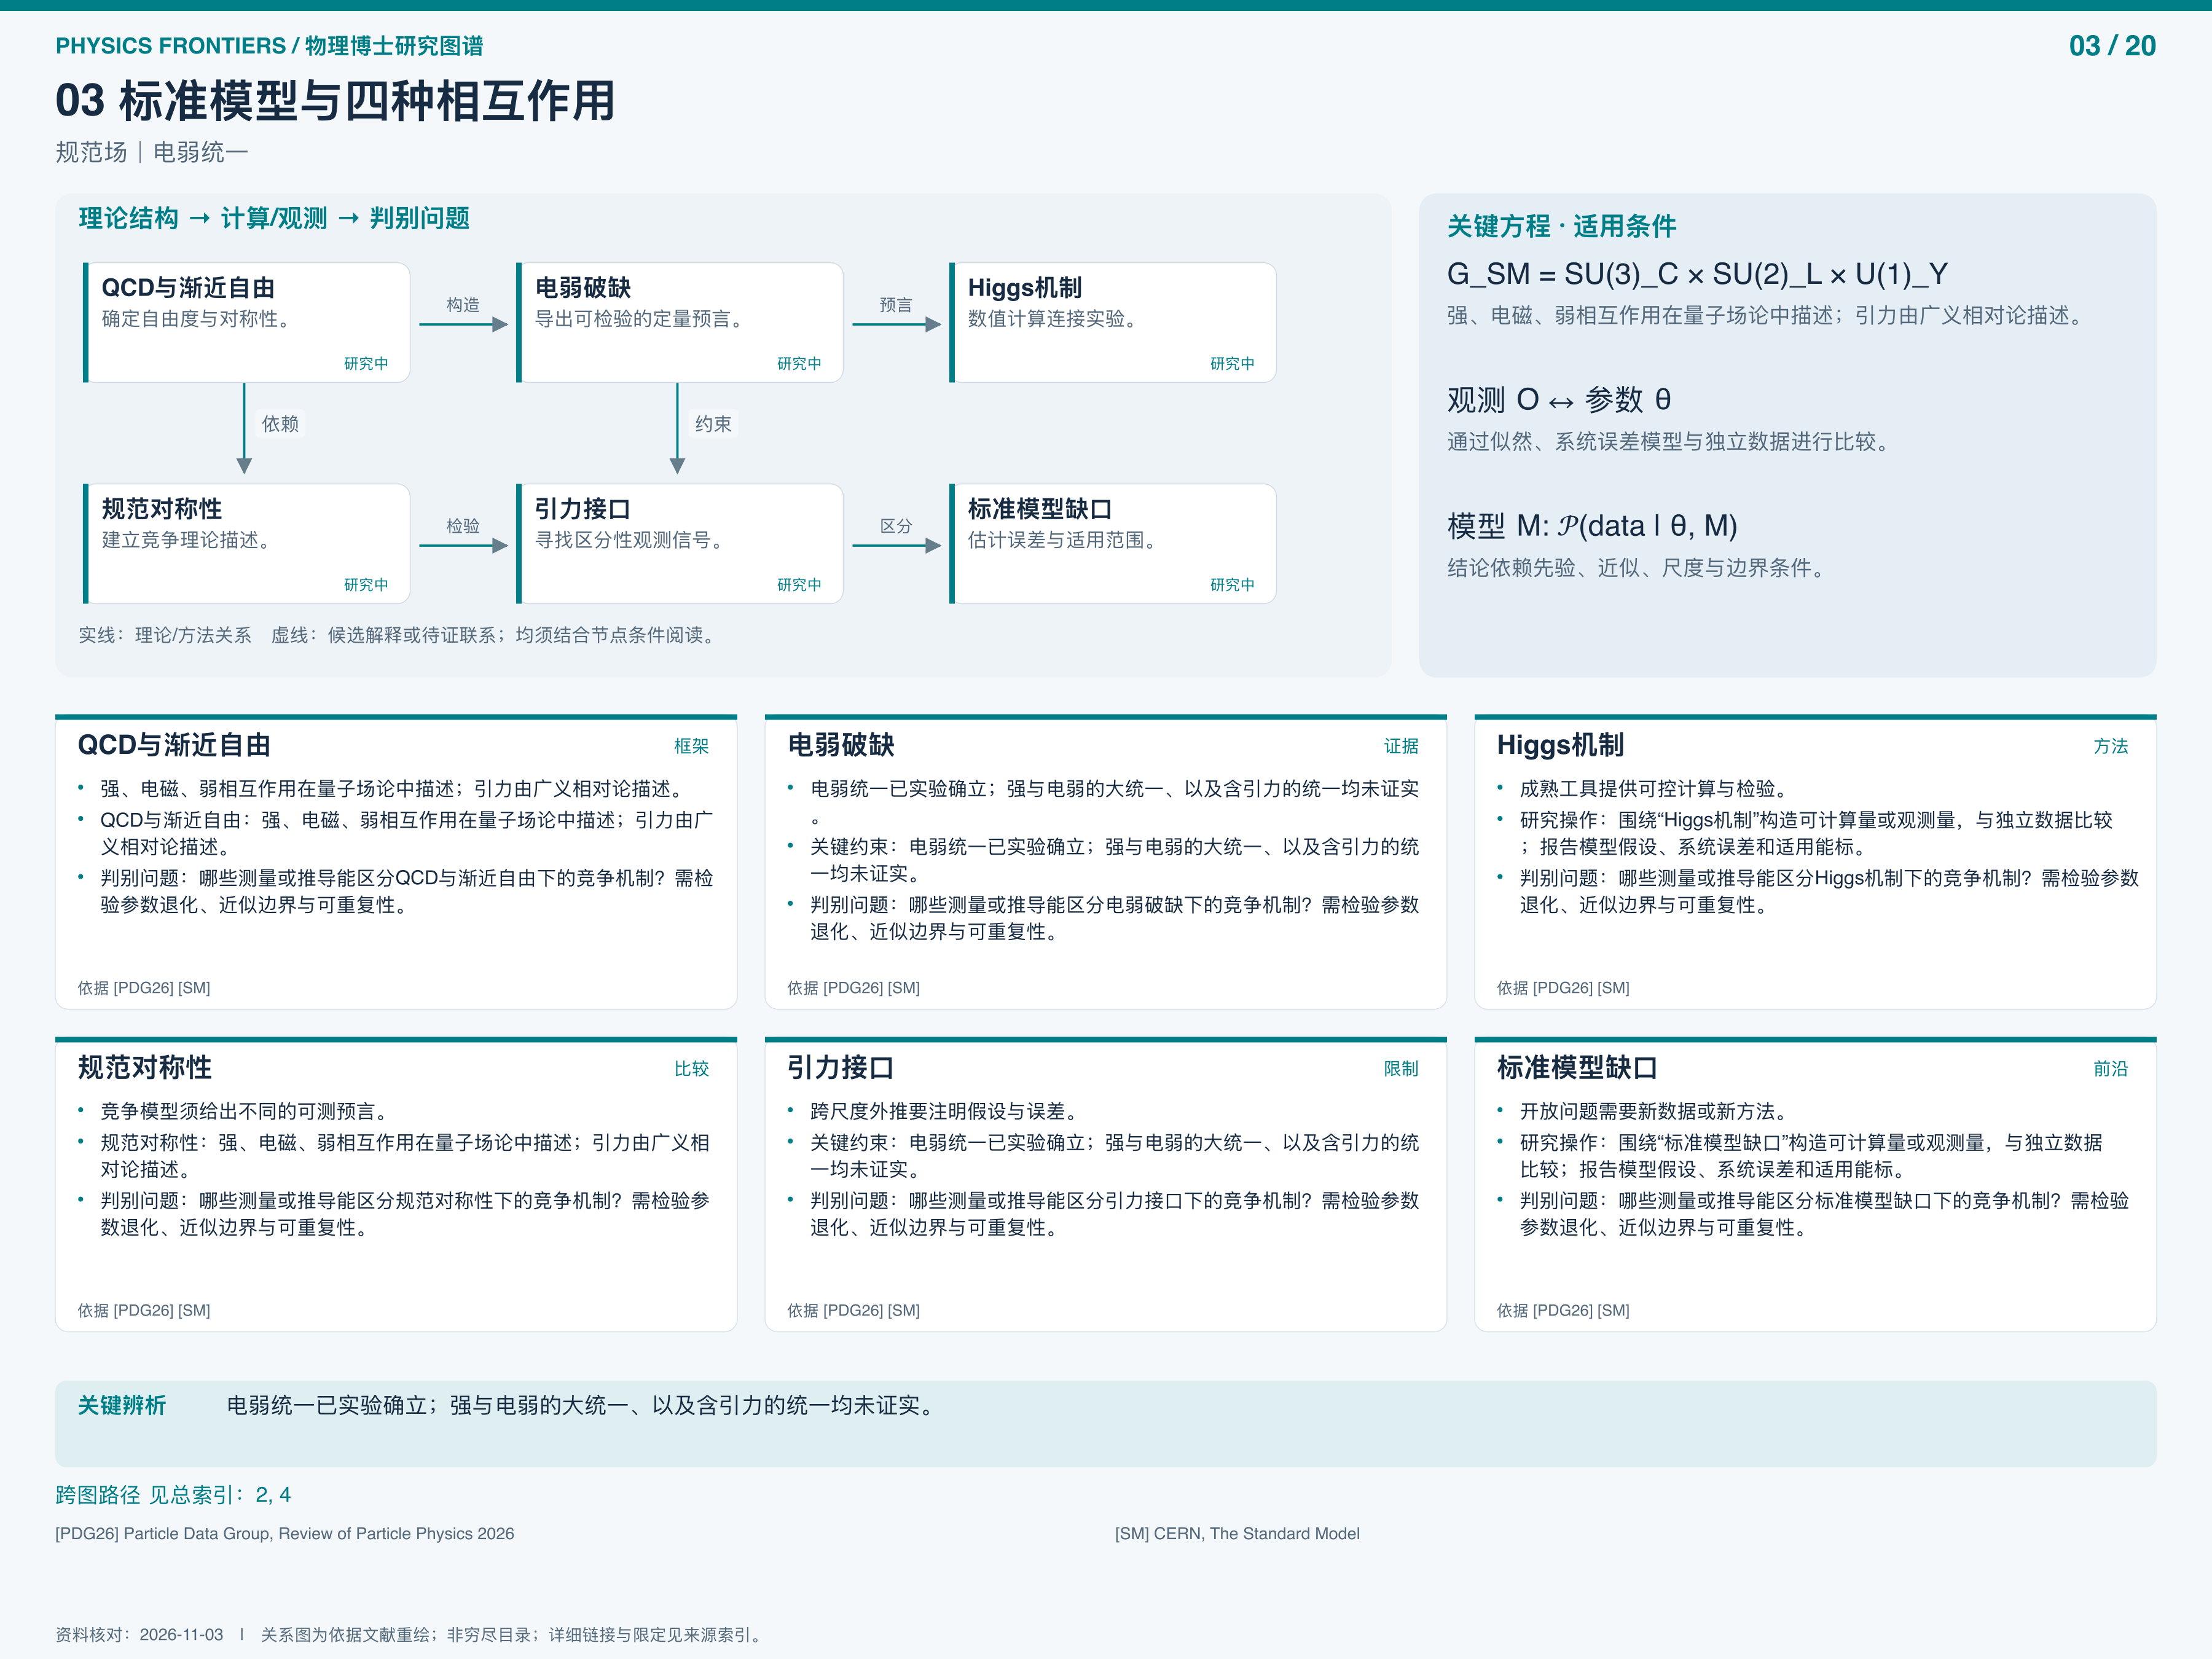 PHYSICS FRONTIERS / 物理博士研究图谱
03 / 20
03 标准模型与四种相互作用
规范场｜电弱统一
理论结构 → 计算/观测 → 判别问题
QCD与渐近自由
确定自由度与对称性。
研究中
构造
电弱破缺
导出可检验的定量预言。
研究中
预言
Higgs机制
数值计算连接实验。
研究中
依赖
约束
规范对称性
建立竞争理论描述。
研究中
检验
引力接口
寻找区分性观测信号。
研究中
区分
标准模型缺口
估计误差与适用范围。
研究中
实线：理论/方法关系　虚线：候选解释或待证联系；均须结合节点条件阅读。
关键方程 · 适用条件
G_SM = SU(3)_C × SU(2)_L × U(1)_Y
强、电磁、弱相互作用在量子场论中描述；引力由广义相对论描述。
观测 O ↔ 参数 θ
通过似然、系统误差模型与独立数据进行比较。
模型 M: 𝒫(data | θ, M)
结论依赖先验、近似、尺度与边界条件。
QCD与渐近自由
框架
• 强、电磁、弱相互作用在量子场论中描述；引力由广义相对论描述。
• QCD与渐近自由：强、电磁、弱相互作用在量子场论中描述；引力由广
义相对论描述。
• 判别问题：哪些测量或推导能区分QCD与渐近自由下的竞争机制？需检
验参数退化、近似边界与可重复性。
依据 [PDG26] [SM]
电弱破缺
证据
• 电弱统一已实验确立；强与电弱的大统一、以及含引力的统一均未证实
。
• 关键约束：电弱统一已实验确立；强与电弱的大统一、以及含引力的统
一均未证实。
• 判别问题：哪些测量或推导能区分电弱破缺下的竞争机制？需检验参数
退化、近似边界与可重复性。
依据 [PDG26] [SM]
Higgs机制
方法
• 成熟工具提供可控计算与检验。
• 研究操作：围绕“Higgs机制”构造可计算量或观测量，与独立数据比较
；报告模型假设、系统误差和适用能标。
• 判别问题：哪些测量或推导能区分Higgs机制下的竞争机制？需检验参数
退化、近似边界与可重复性。
依据 [PDG26] [SM]
规范对称性
比较
• 竞争模型须给出不同的可测预言。
• 规范对称性：强、电磁、弱相互作用在量子场论中描述；引力由广义相
对论描述。
• 判别问题：哪些测量或推导能区分规范对称性下的竞争机制？需检验参
数退化、近似边界与可重复性。
依据 [PDG26] [SM]
引力接口
限制
• 跨尺度外推要注明假设与误差。
• 关键约束：电弱统一已实验确立；强与电弱的大统一、以及含引力的统
一均未证实。
• 判别问题：哪些测量或推导能区分引力接口下的竞争机制？需检验参数
退化、近似边界与可重复性。
依据 [PDG26] [SM]
标准模型缺口
前沿
• 开放问题需要新数据或新方法。
• 研究操作：围绕“标准模型缺口”构造可计算量或观测量，与独立数据
比较；报告模型假设、系统误差和适用能标。
• 判别问题：哪些测量或推导能区分标准模型缺口下的竞争机制？需检验
参数退化、近似边界与可重复性。
依据 [PDG26] [SM]
关键辨析　电弱统一已实验确立；强与电弱的大统一、以及含引力的统一均未证实。
跨图路径 见总索引：2, 4
[PDG26] Particle Data Group, Review of Particle Physics 2026
[SM] CERN, The Standard Model
资料核对：2026-11-03　|　关系图为依据文献重绘；非穷尽目录；详细链接与限定见来源索引。